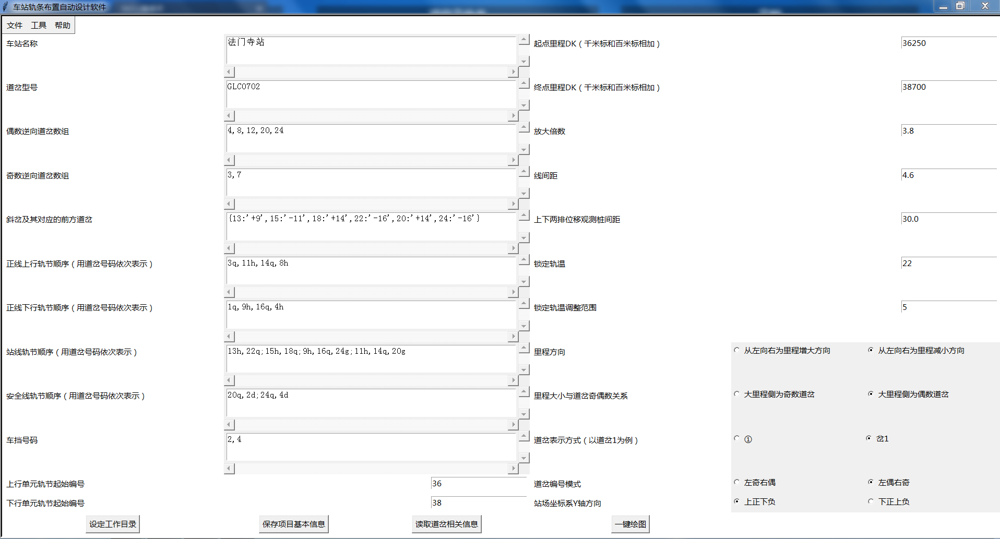 车站轨条布置自动设计软件
文件 工具 帮助
车站名称 法门寺站 起点里程DK（千米标和百米标相加） 36250
道岔型号 GLC0702 终点里程DK（千米标和百米标相加） 38700
偶数逆向道岔数组 4,8,12,20,24 放大倍数 3.8
奇数逆向道岔数组 3,7 线间距 4.6
斜岔及其对应的前方道岔 {13:'+9',15:'-11',18:'+14',22:'-16',20:'+14',24:'-16'} 上下两排位移观测桩间距 30.0
正线上行轨节顺序（用道岔号码依次表示） 3q,11h,14q,8h 锁定轨温 22
正线下行轨节顺序（用道岔号码依次表示） 1q,9h,16q,4h 锁定轨温调整范围 5
站线轨节顺序（用道岔号码依次表示） 13h,22q;15h,18q;9h,16q,24g;11h,14q,20g 里程方向 从左向右为里程增大方向 从左向右为里程减小方向
安全线轨节顺序（用道岔号码依次表示） 20q,2d;24q,4d 里程大小与道岔奇偶数关系 大里程侧为奇数道岔 大里程侧为偶数道岔
车挡号码 2,4 道岔表示方式（以道岔1为例） ① 岔1
上行单元轨节起始编号 36 道岔编号模式 左奇右偶 左偶右奇
下行单元轨节起始编号 38 站场坐标系Y轴方向 上正下负 下正上负
设定工作目录 保存项目基本信息 读取道岔相关信息 一键绘图